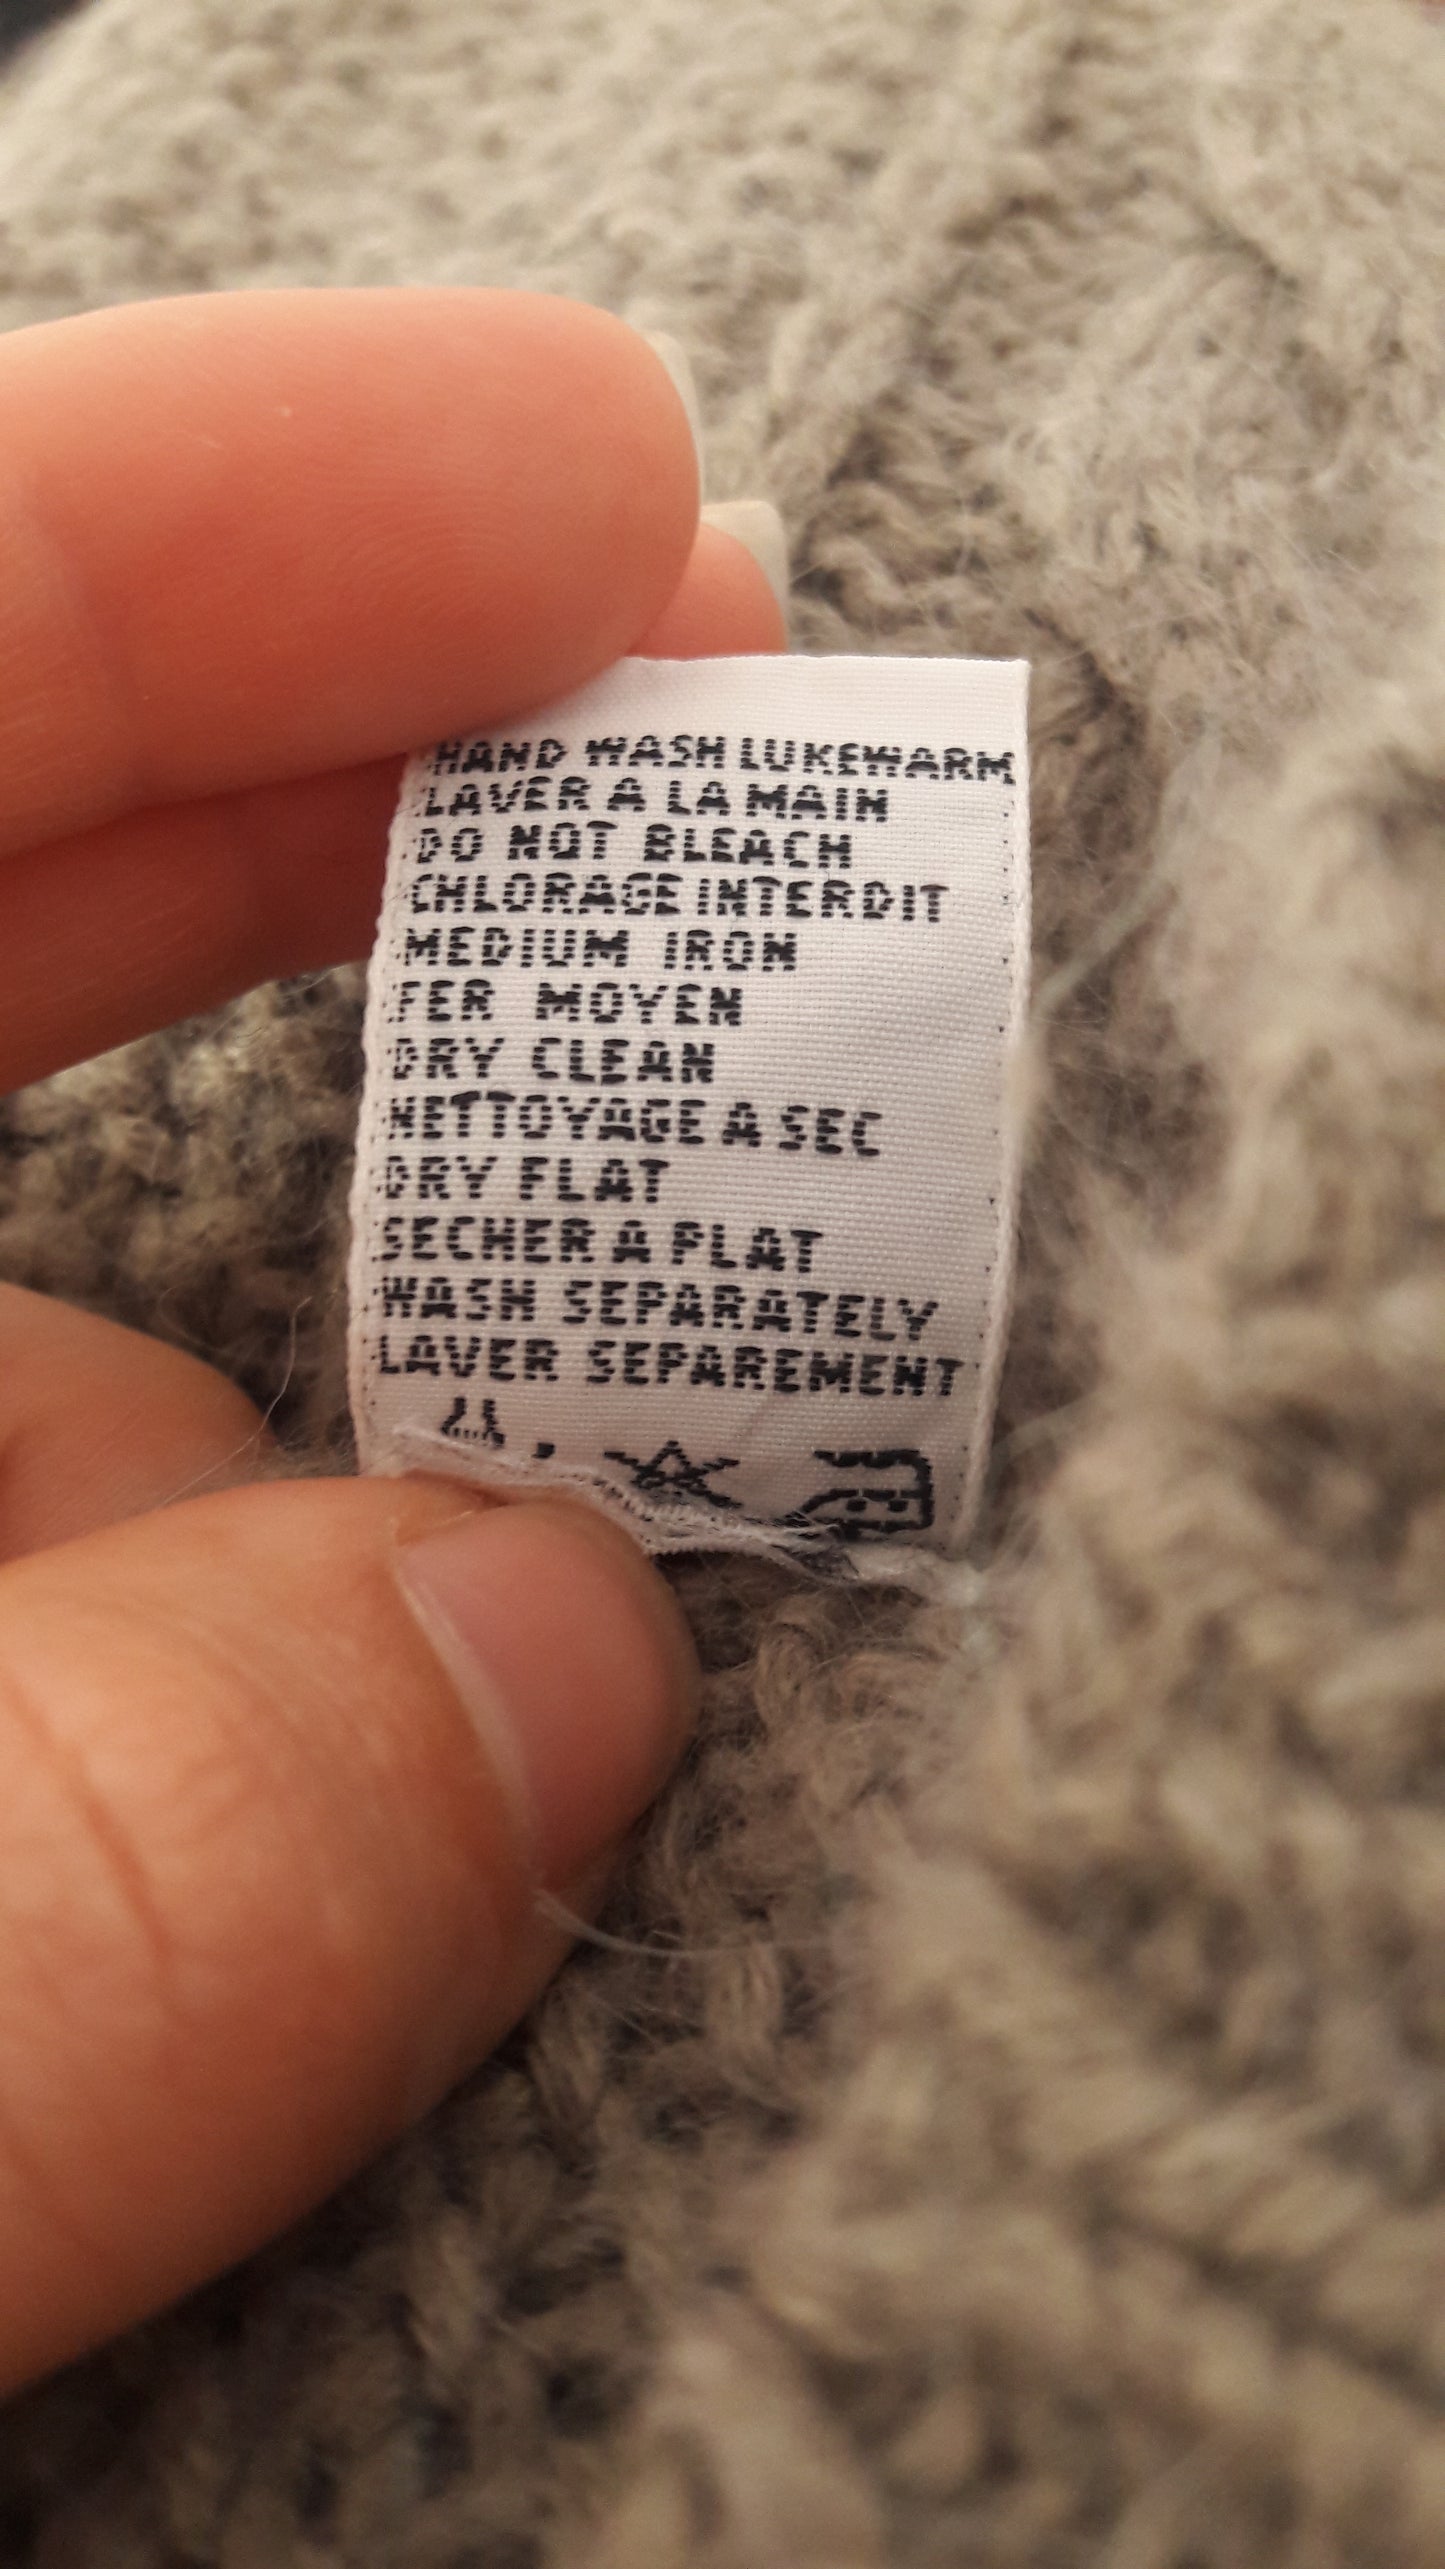 HAND WASH LUKEWARM
LAVER A LA MAIN
DO NOT BLEACH
CHLORAGE INTERDIT
MEDIUM IRON
FER MOYEN
DRY CLEAN
NETTOYAGE A SEC
DRY FLAT
SECHER A PLAT
WASH SEPARATELY
LAVER SEPAREMENT